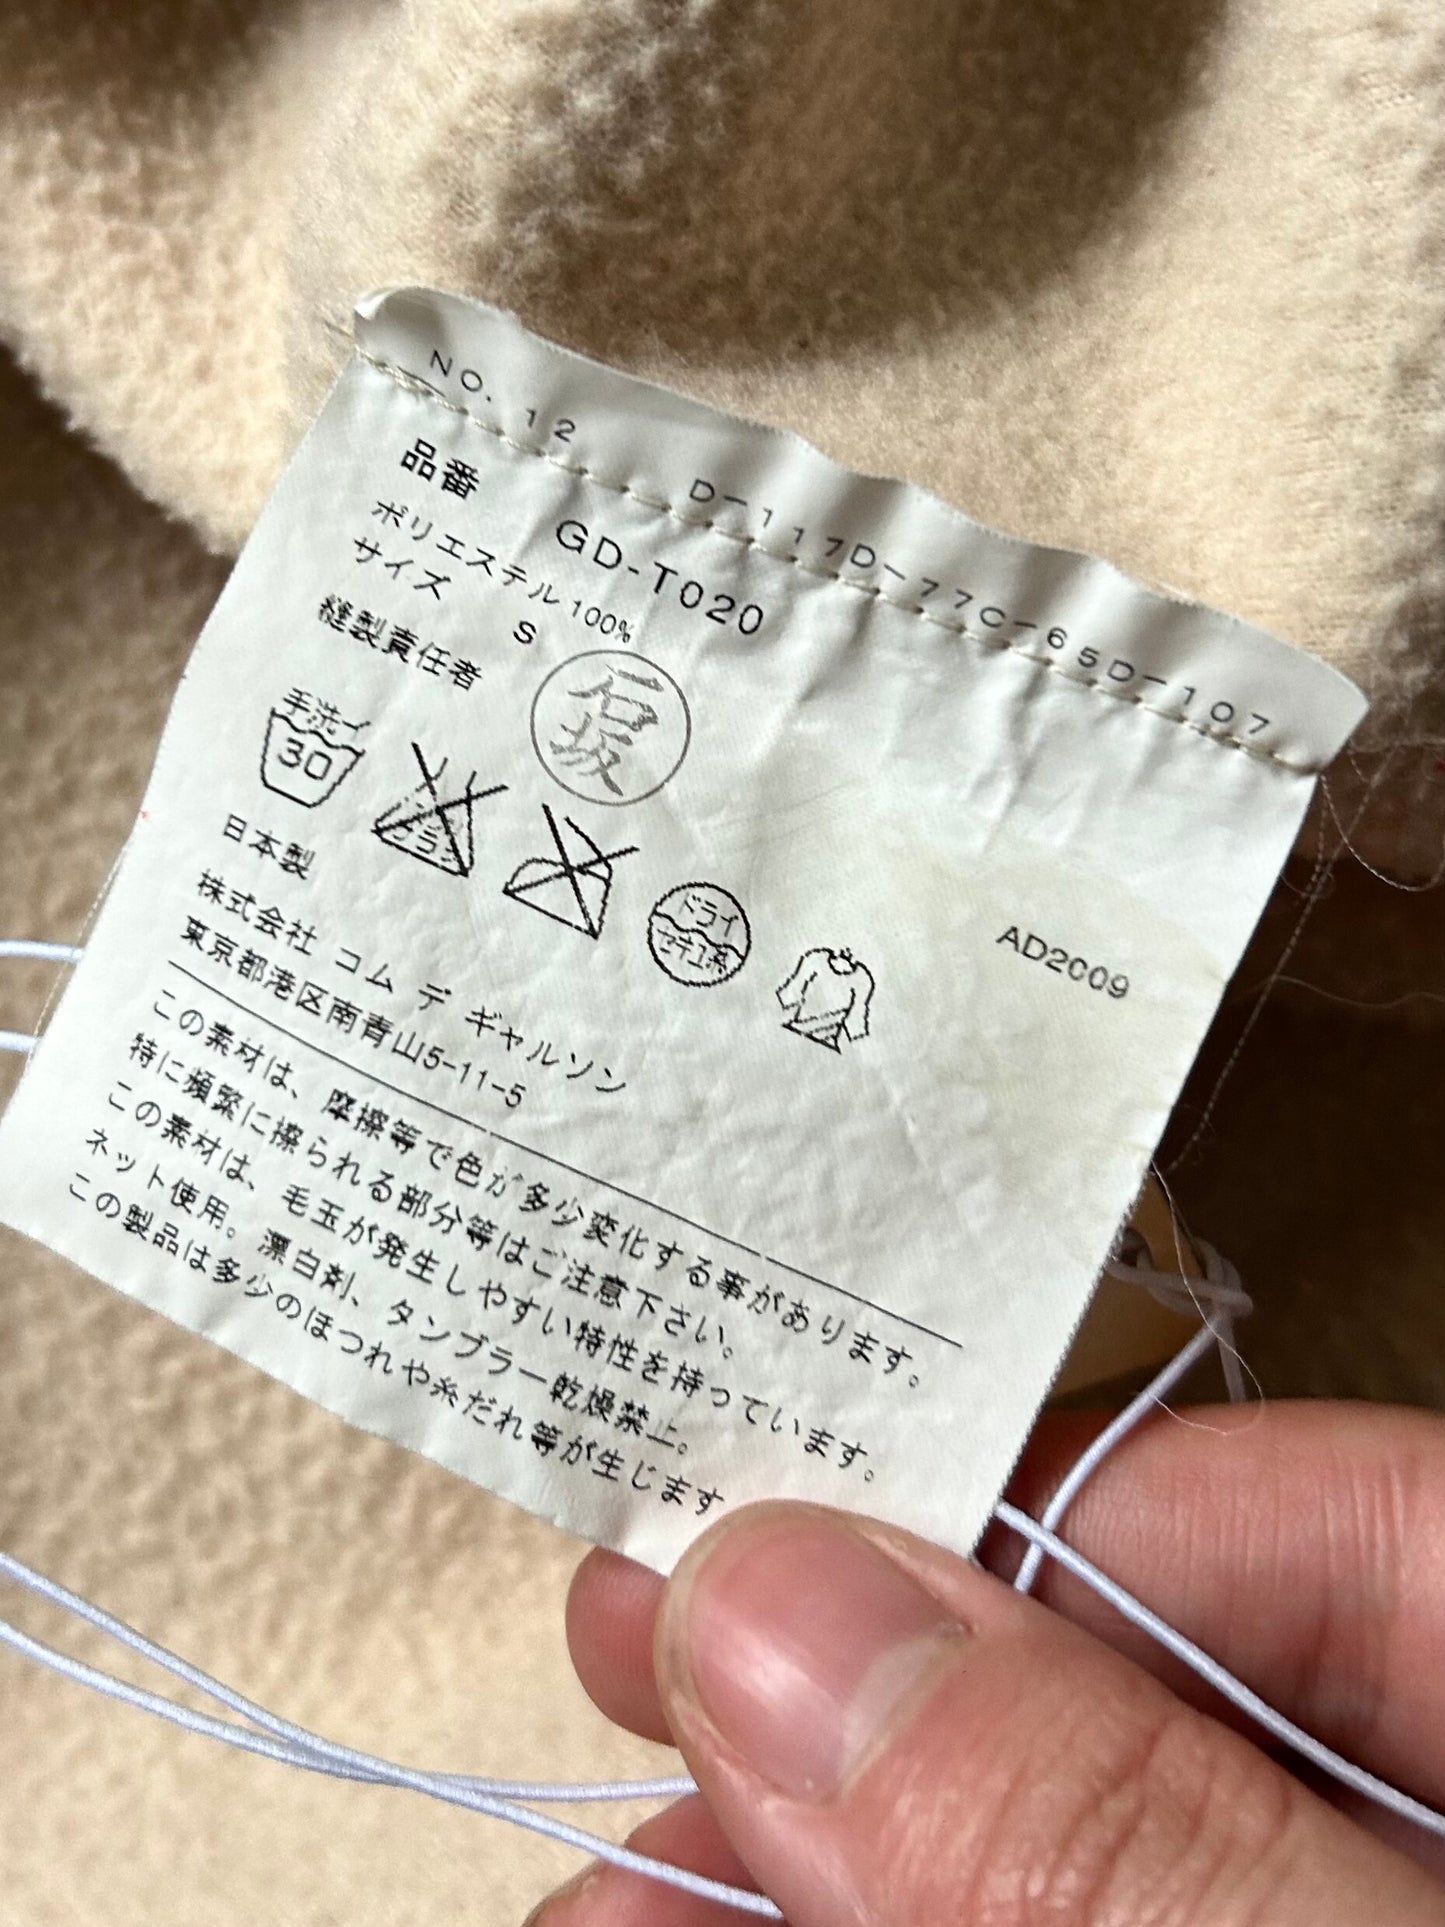 NO. 12 D-117D-77C-65D-107
品番 GD-T020
ポリエステル 100%
サイズ S
縫製責任者 石坂
手洗イ 30
ドライ セキユ系
日本製
AD2009
株式会社 コム デ ギャルソン
東京都港区南青山5-11-5
この素材は、摩擦等で色が多少変化する事があります。
特に頻繁に擦られる部分等はご注意下さい。
この素材は、毛玉が発生しやすい特性を持っています。
ネット使用。漂白剤、タンブラー乾燥禁止。
この製品は多少のほつれや糸だれ等が生じます